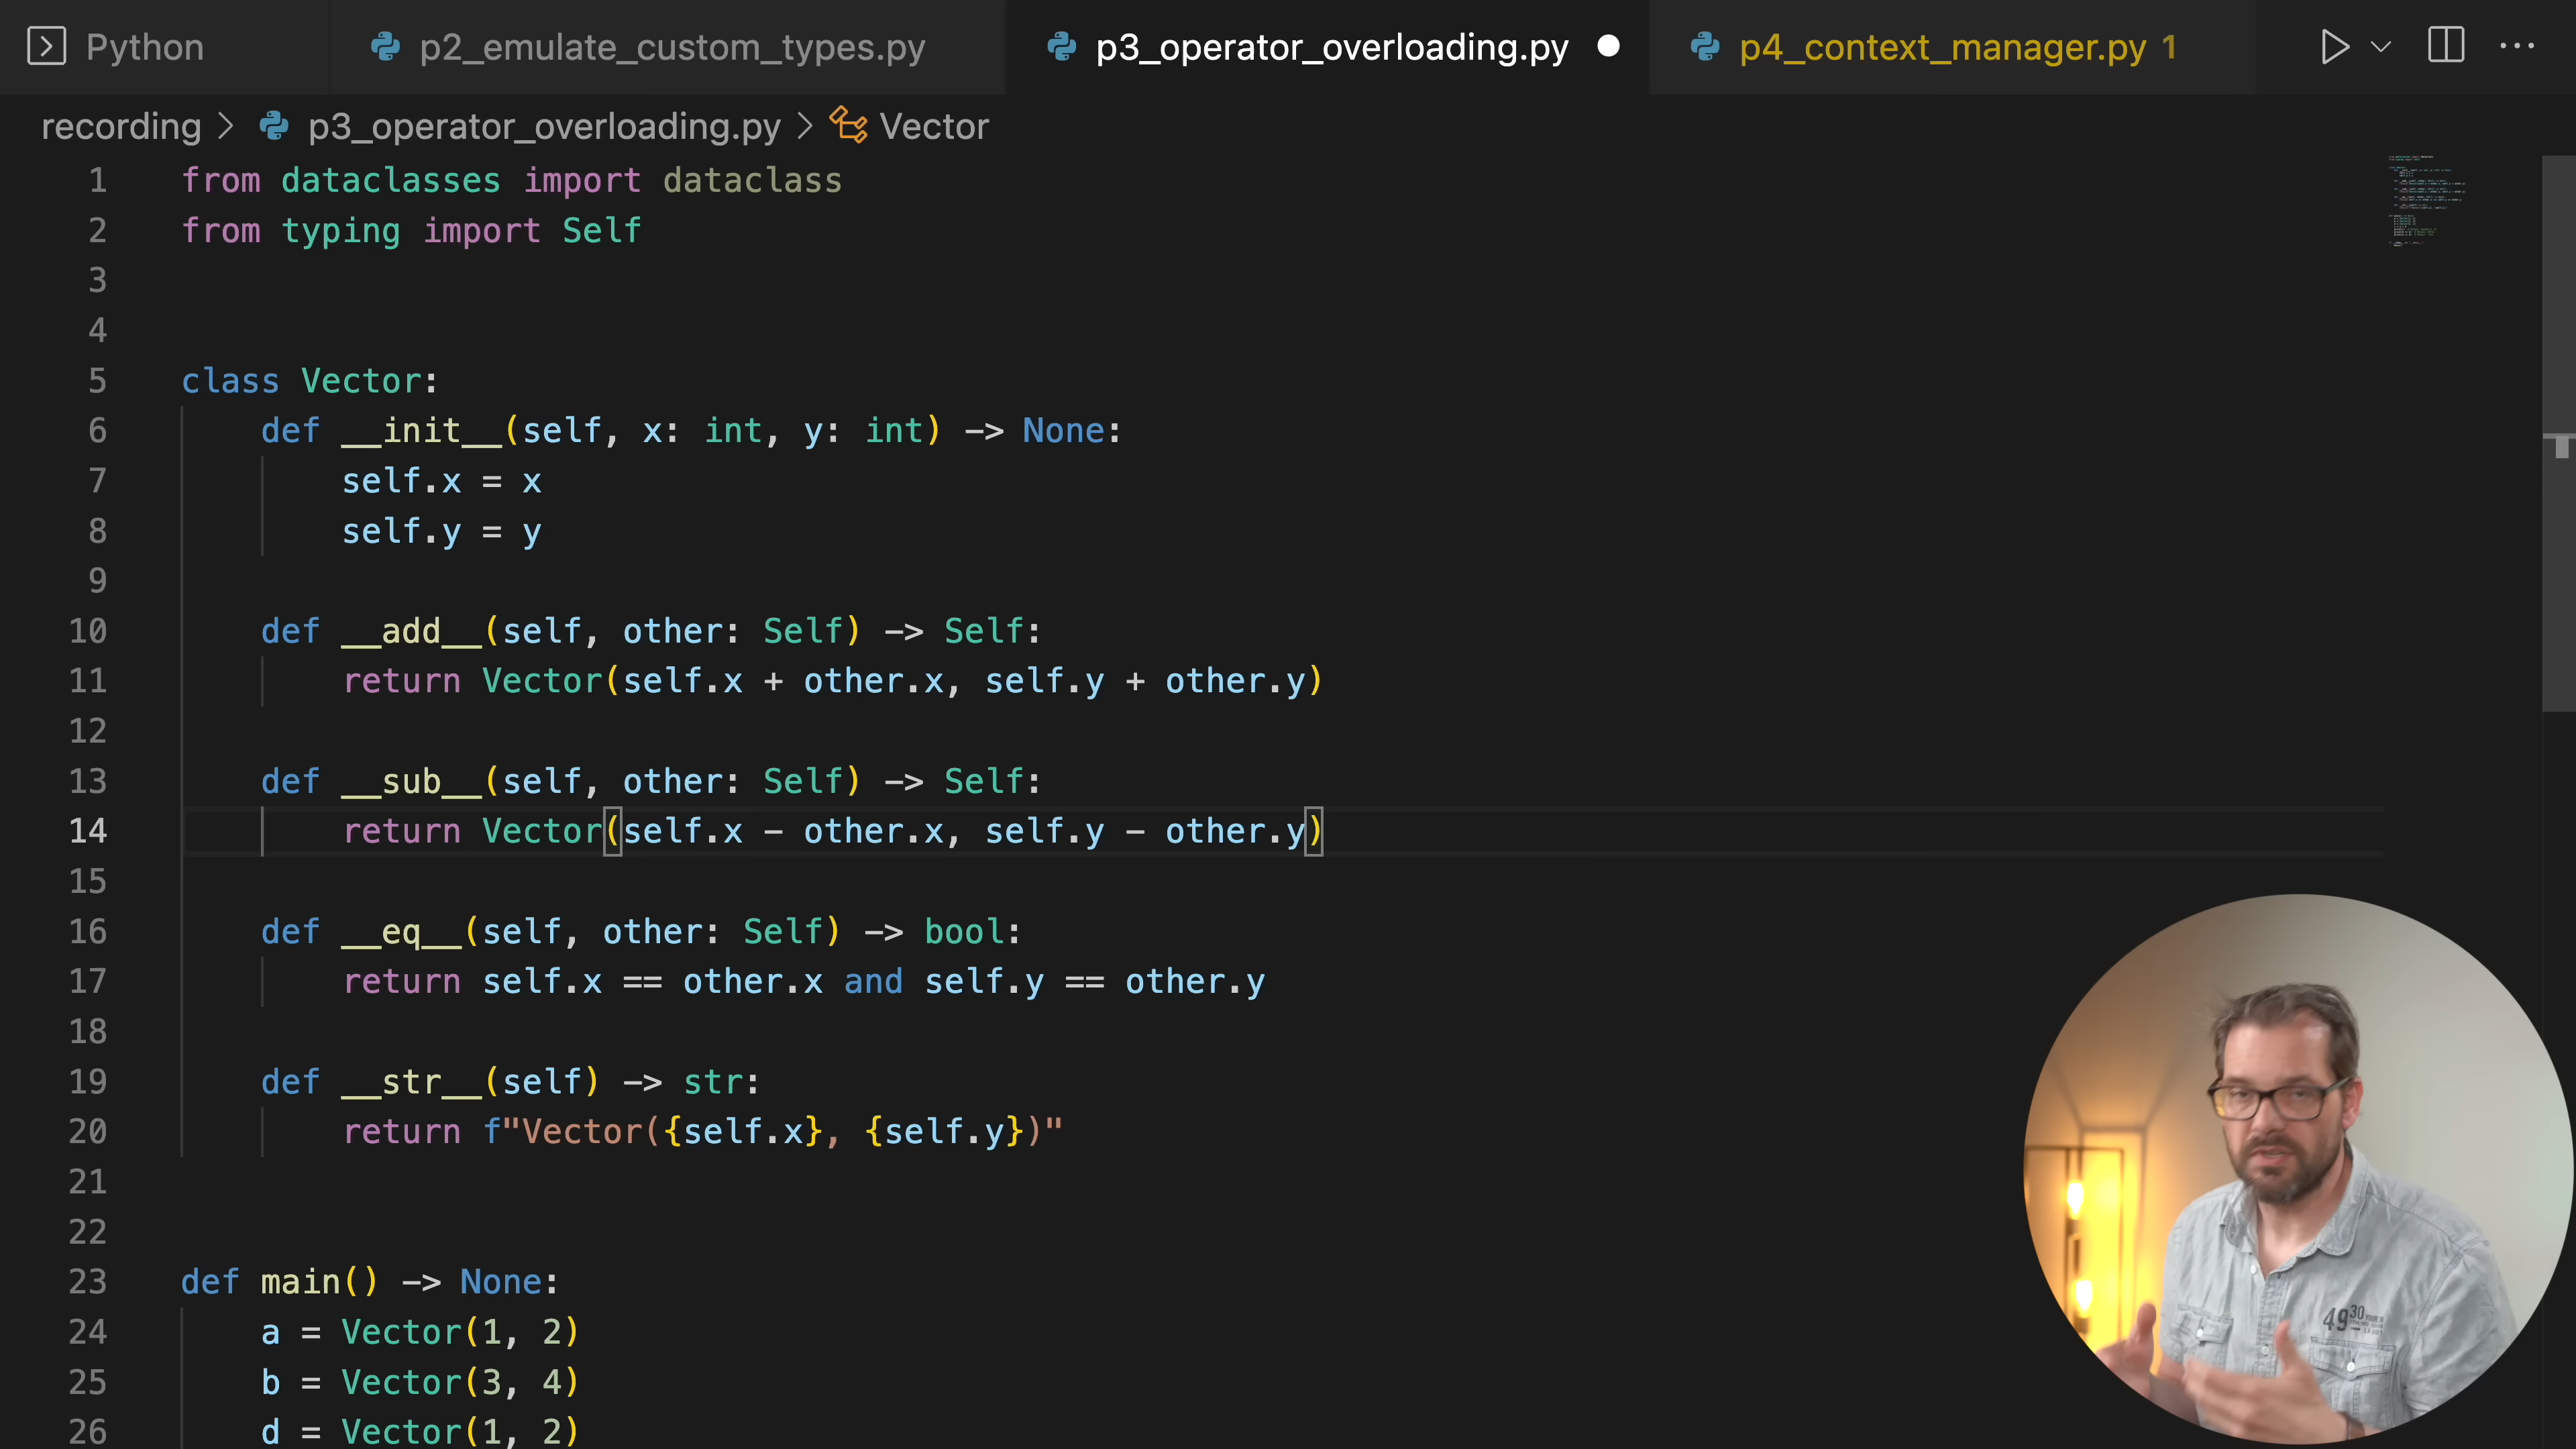 Python
p2_emulate_custom_types.py
p3_operator_overloading.py
p4_context_manager.py 1
recording > p3_operator_overloading.py > Vector
1 from dataclasses import dataclass
2 from typing import Self
3
4
5 class Vector:
6 def __init__(self, x: int, y: int) -> None:
7 self.x = x
8 self.y = y
9
10 def __add__(self, other: Self) -> Self:
11 return Vector(self.x + other.x, self.y + other.y)
12
13 def __sub__(self, other: Self) -> Self:
14 return Vector(self.x - other.x, self.y - other.y)
15
16 def __eq__(self, other: Self) -> bool:
17 return self.x == other.x and self.y == other.y
18
19 def __str__(self) -> str:
20 return f"Vector({self.x}, {self.y})"
21
22
23 def main() -> None:
24 a = Vector(1, 2)
25 b = Vector(3, 4)
26 d = Vector(1, 2)
49 30